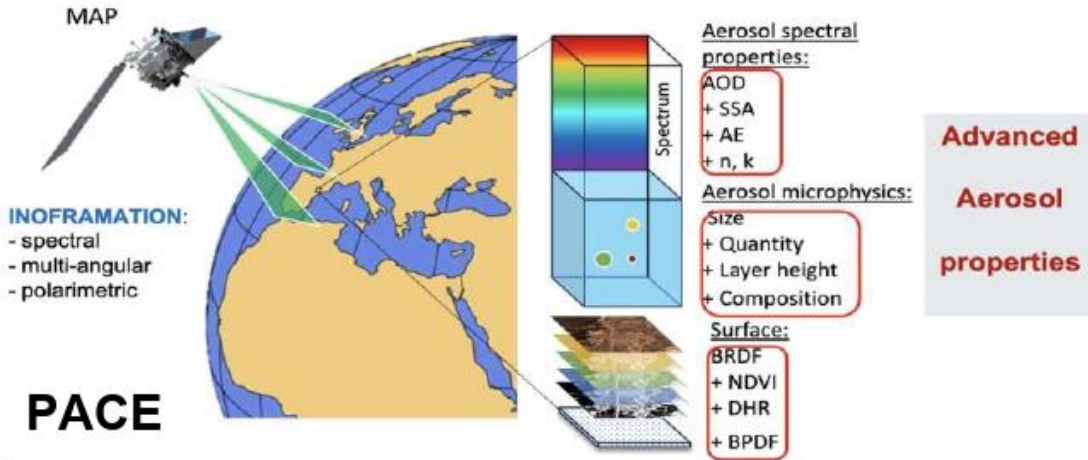 MAP
INOFRAMATION:
- spectral
- multi-angular
- polarimetric
PACE
Spectrum
Aerosol spectral
properties:
AOD
+ SSA
+ AE
+ n, k
Aerosol microphysics:
Size
+ Quantity
+ Layer height
+ Composition
Surface:
BRDF
+ NDVI
+ DHR
+ BPDF
Advanced
Aerosol
properties